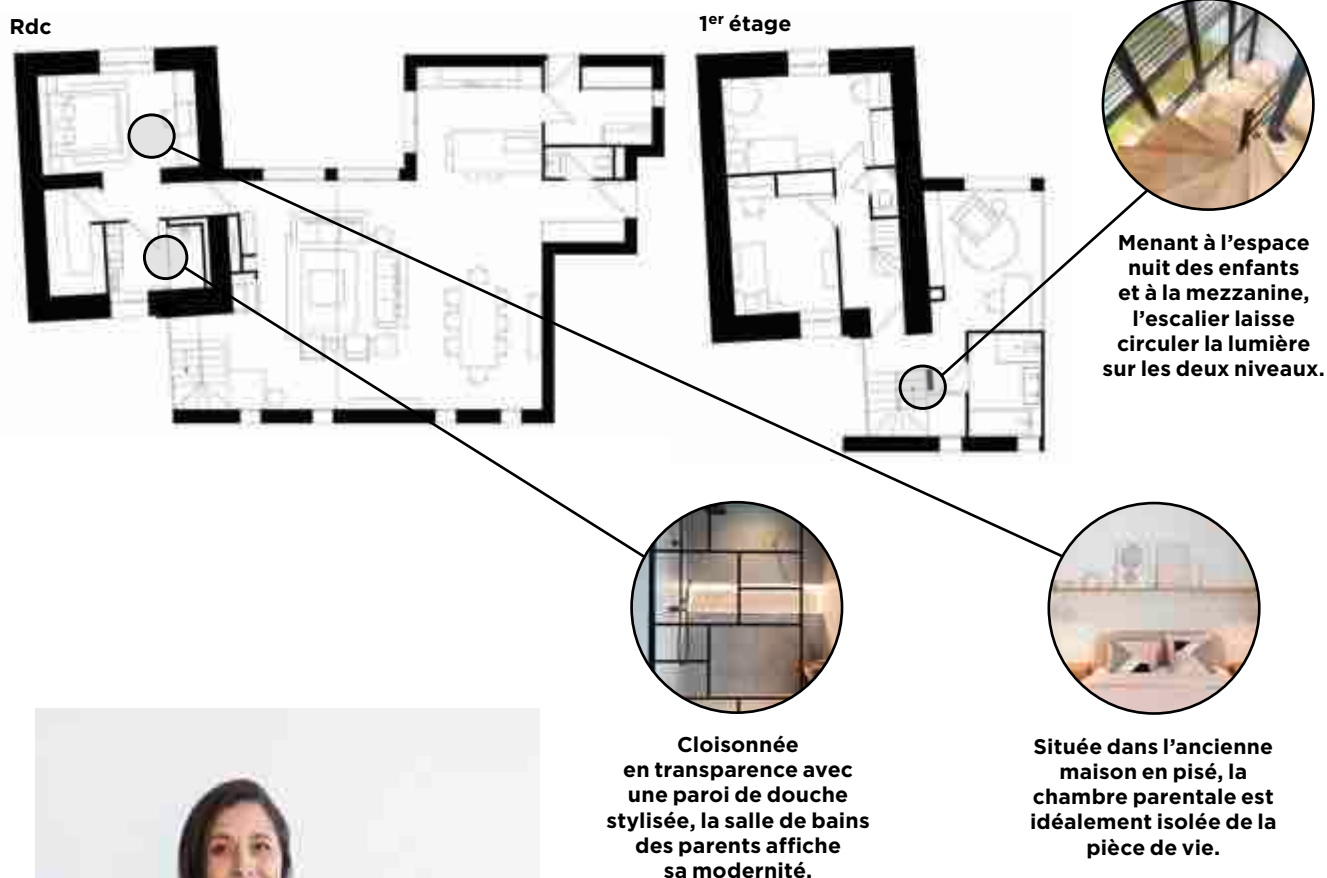 Rdc
1er étage
Menant à l’espace
nuit des enfants
et à la mezzanine,
l’escalier laisse
circuler la lumière
sur les deux niveaux.
Cloisonnée
en transparence avec
une paroi de douche
stylisée, la salle de bains
des parents affiche
sa modernité.
Située dans l’ancienne
maison en pisé, la
chambre parentale est
idéalement isolée de la
pièce de vie.